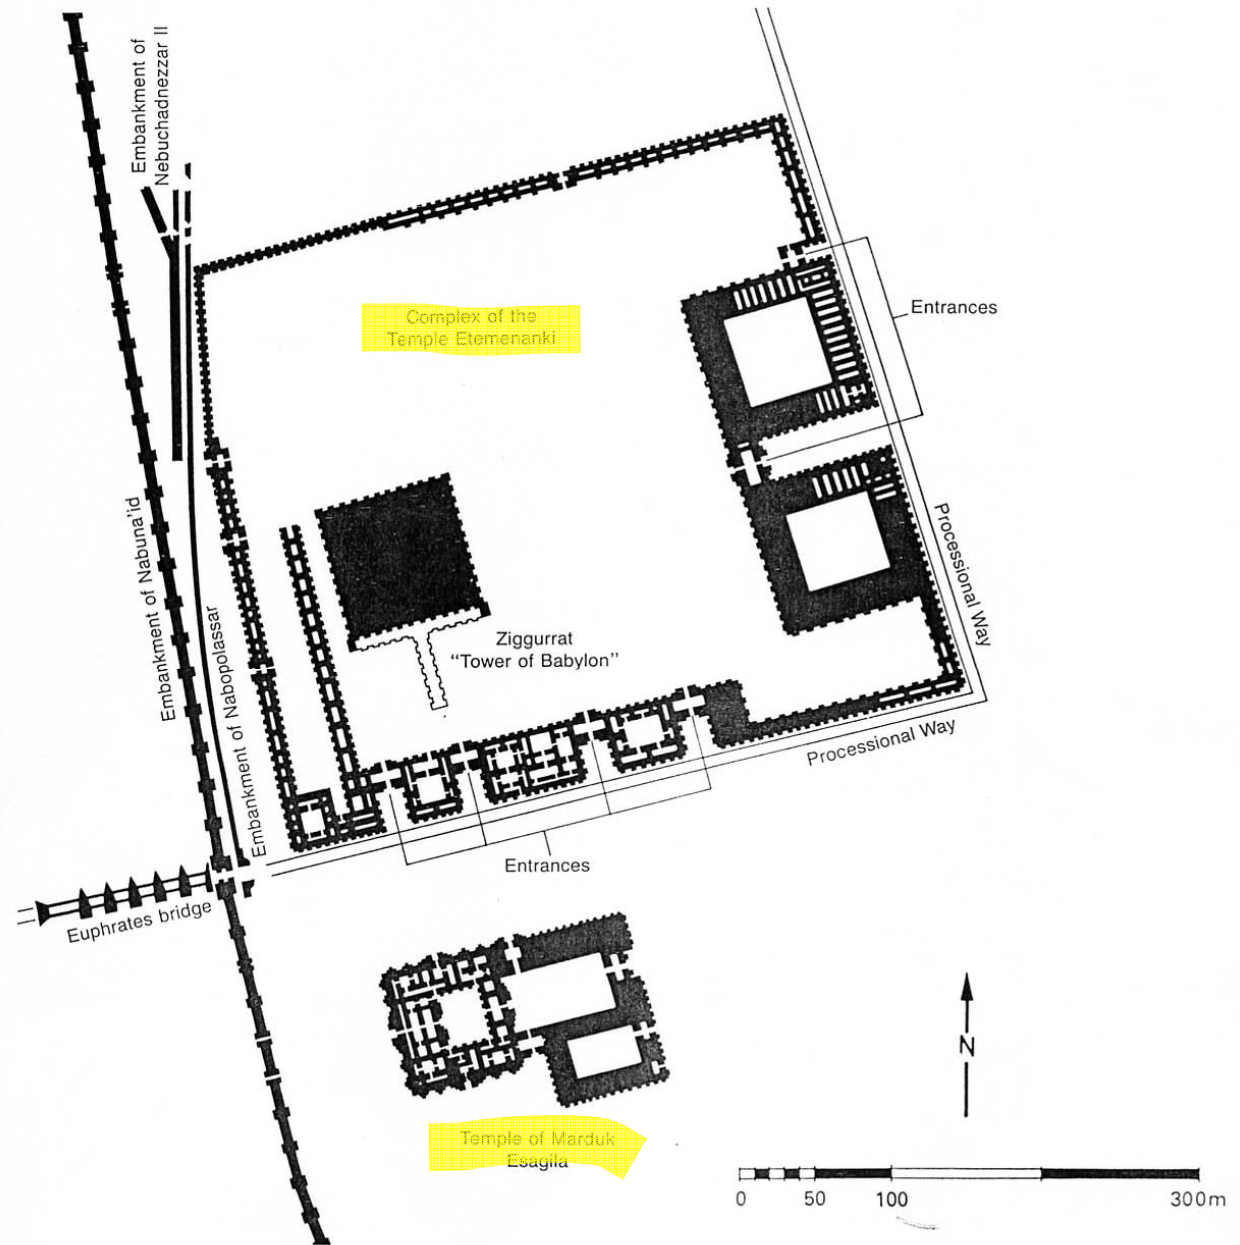 Embankment of
Nebuchadnezzar II
Complex of the
Temple Etemenanki
Entrances
Embankment of Nabuna'id
Embankment of Nabopolassar
Ziggurrat
"Tower of Babylon"
Processional Way
Processional Way
Entrances
Euphrates bridge
N
Temple of Marduk
Esagila
0 50 100 300m